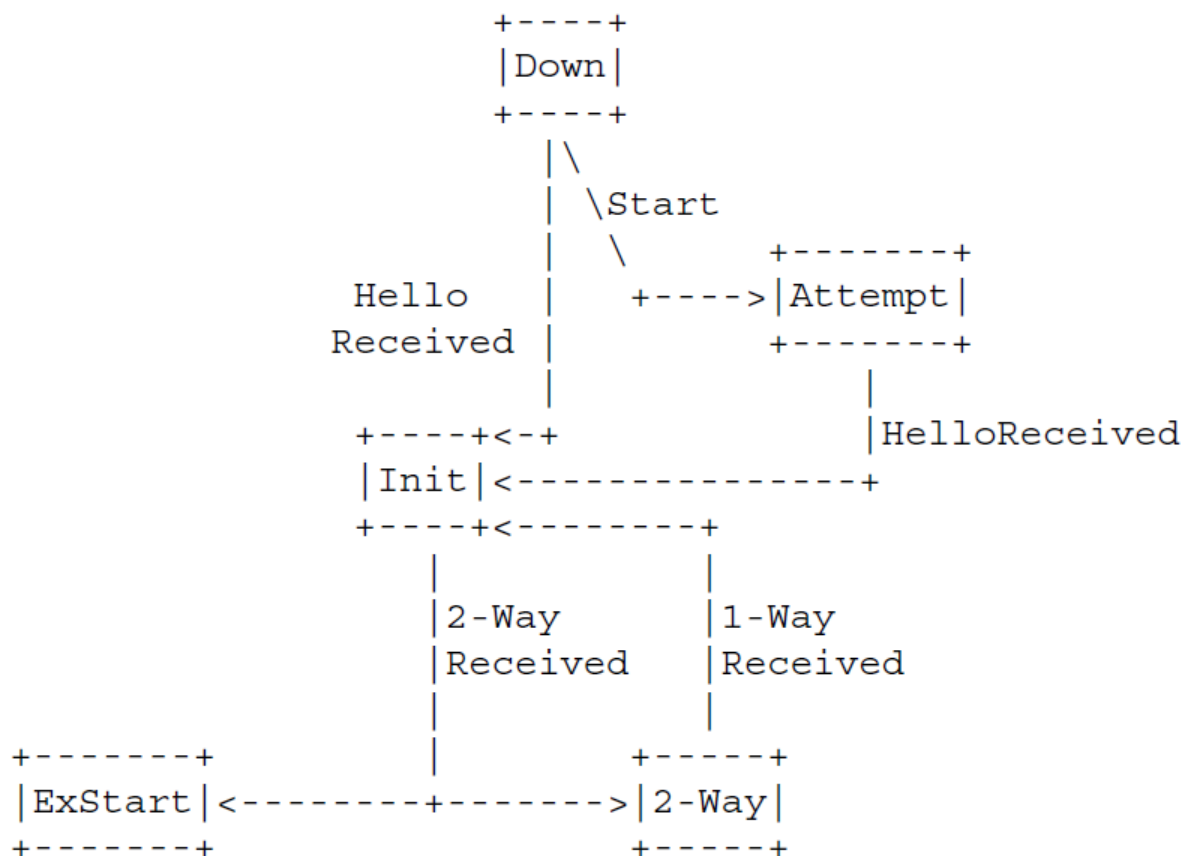 +----+
|Down|
+----+
|\
| \Start
|  \      +-------+
Hello   |    +---->|Attempt|
Received |         +-------+
|             |
+----+<-+             |HelloReceived
|Init|<---------------+
+----+<--------+
|           |
|2-Way      |1-Way
|Received   |Received
|           |
+-------+         |        +-----+
|ExStart|<--------+------->|2-Way|
+-------+                  +-----+